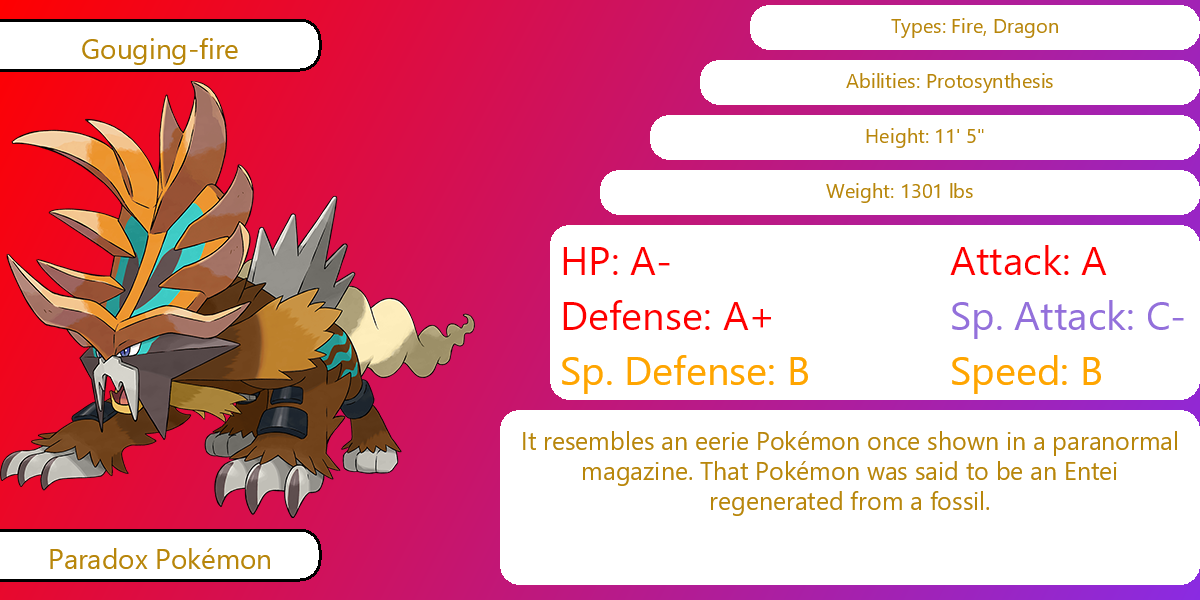 Gouging-fire
Types: Fire, Dragon
Abilities: Protosynthesis
Height: 11' 5"
Weight: 1301 lbs
HP: A-
Attack: A
Defense: A+
Sp. Attack: C-
Sp. Defense: B
Speed: B
It resembles an eerie Pokémon once shown in a paranormal
magazine. That Pokémon was said to be an Entei
regenerated from a fossil.
Paradox Pokémon